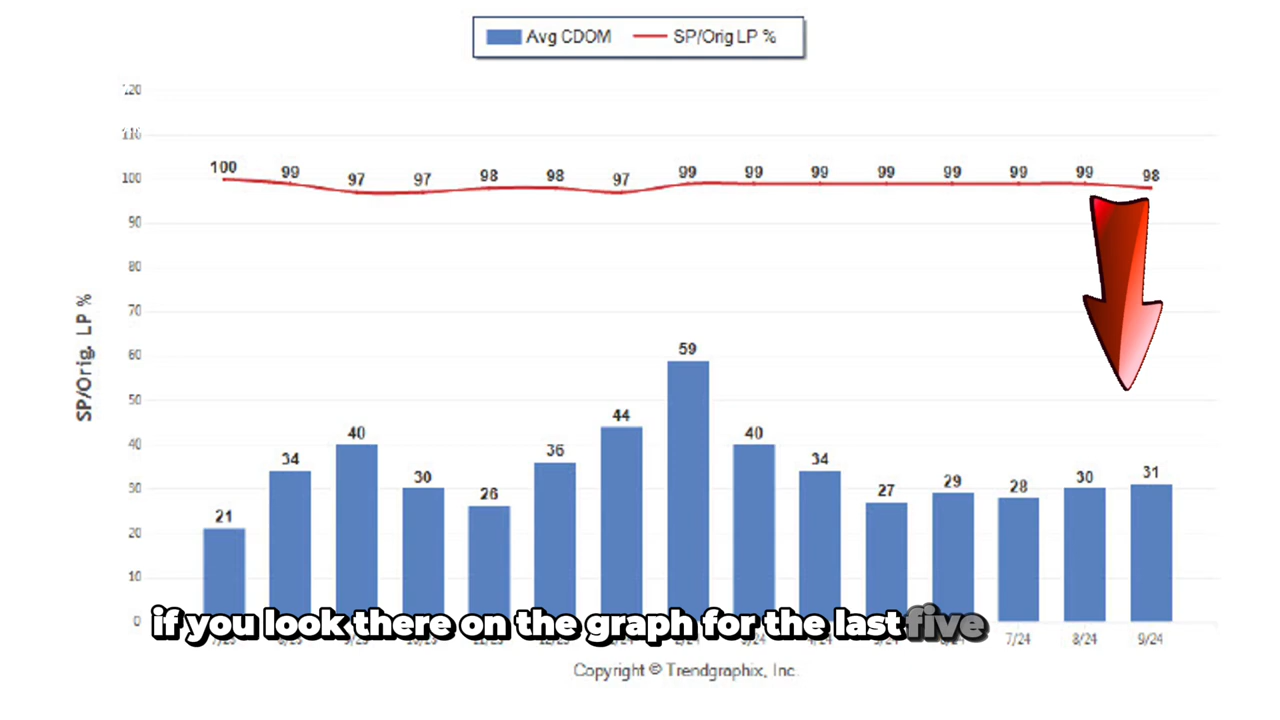 Avg CDOM SP/Orig LP %
120
110
100
90
80
70
60
50
40
30
20
10
0
SP/Orig. LP %
100 99 97 97 98 98 97 99 99 99 99 99 99 99 98
21 34 40 30 26 36 44 59 40 34 27 29 28 30 31
7/24 8/24 9/24
if you look there on the graph for the last five
Copyright © Trendgraphix, Inc.